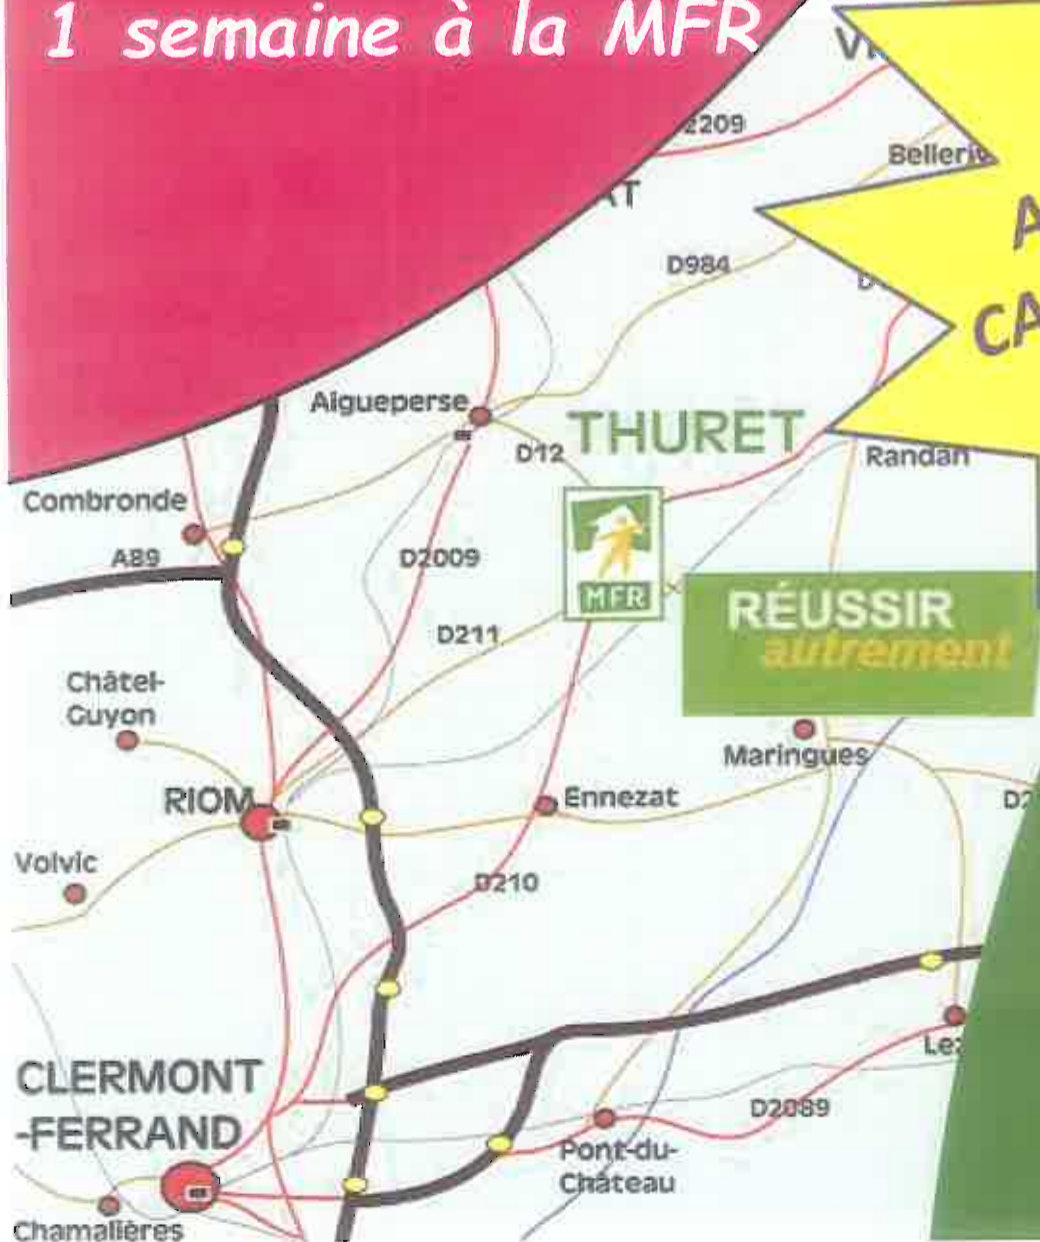 1 semaine à la MFR
2209
D984
Aigueperse
D12
THURET
CA
Randan
Combronde
A89
D2009
MFR
RÉUSSIR
autrement
D211
Châtel-
Guyon
Maringues
RIOM
Ennezat
Volvic
D210
CLERMONT
-FERRAND
D2089
Pont-du-
Château
Chamalières